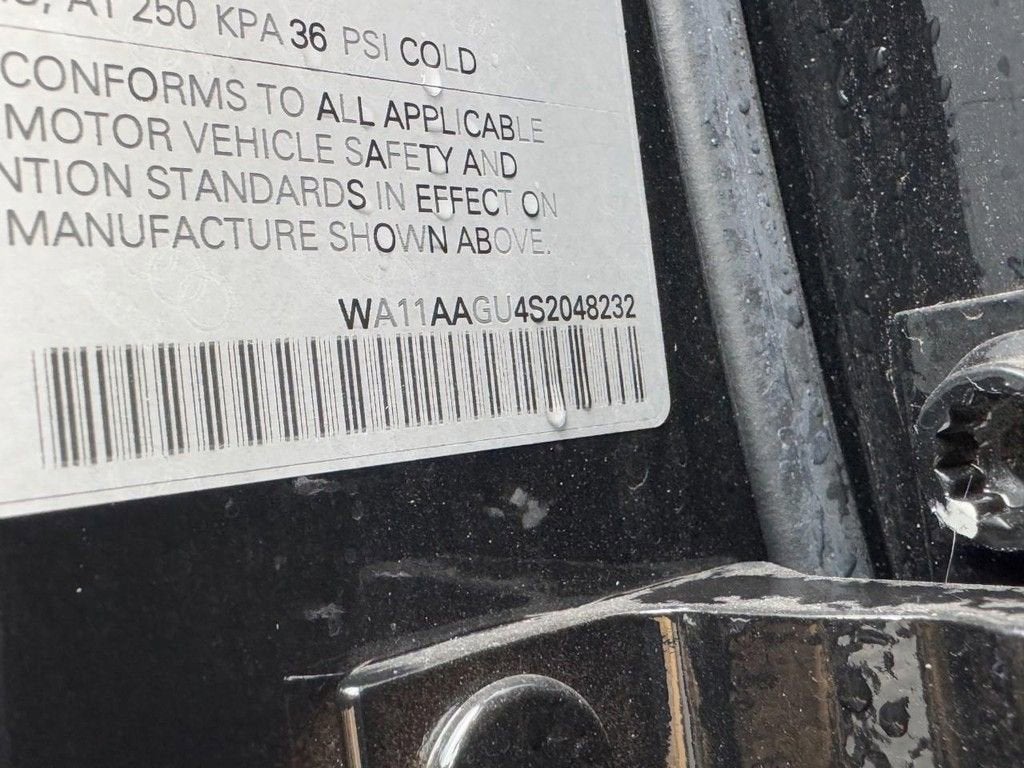 AT 250 KPA 36 PSI COLD
CONFORMS TO ALL APPLICABLE
MOTOR VEHICLE SAFETY AND
NTION STANDARDS IN EFFECT ON
MANUFACTURE SHOWN ABOVE.
WA11AAGU4S2048232